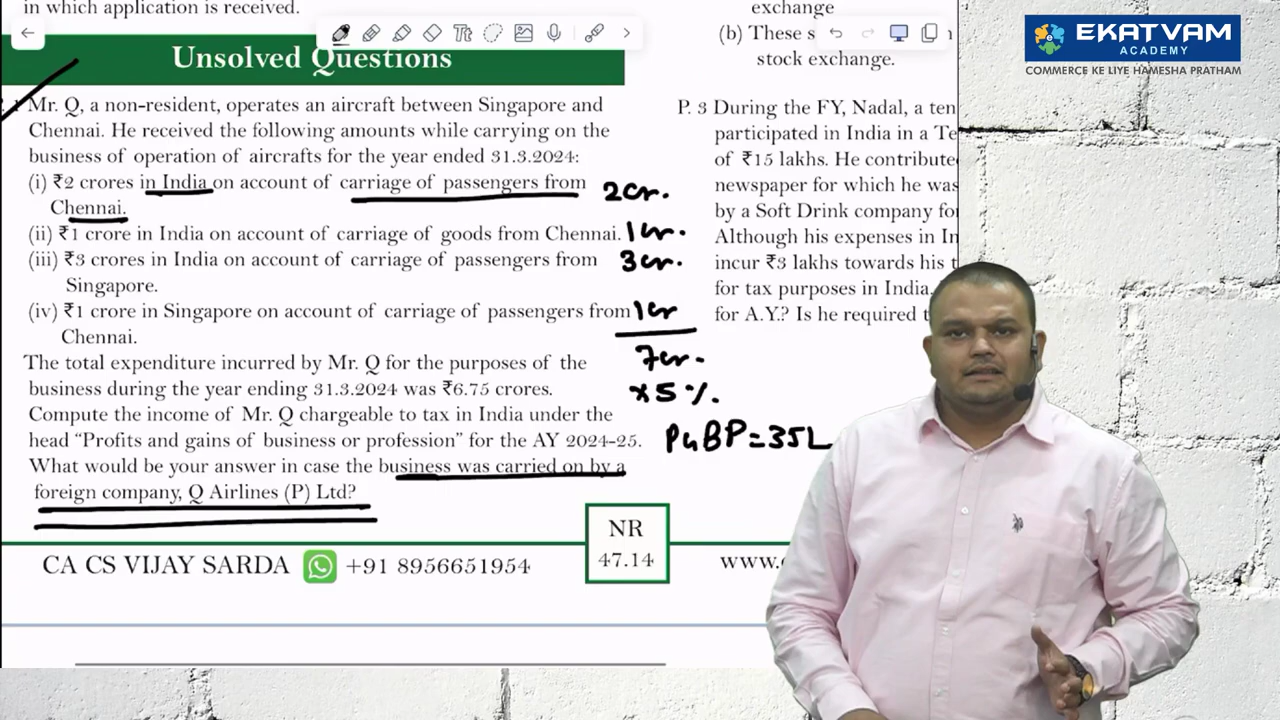 in which application is received.
Unsolved Questions
Mr. Q, a non-resident, operates an aircraft between Singapore and
Chennai. He received the following amounts while carrying on the
business of operation of aircrafts for the year ended 31.3.2024:
(i) ₹2 crores in India on account of carriage of passengers from
Chennai.
2cr.
(ii) ₹1 crore in India on account of carriage of goods from Chennai.
1cr.
(iii) ₹3 crores in India on account of carriage of passengers from
Singapore.
3cr.
(iv) ₹1 crore in Singapore on account of carriage of passengers from
Chennai.
1cr
7cr.
x5%.
The total expenditure incurred by Mr. Q for the purposes of the
business during the year ending 31.3.2024 was ₹6.75 crores.
Compute the income of Mr. Q chargeable to tax in India under the
head “Profits and gains of business or profession” for the AY 2024-25.
PGBP=35L
What would be your answer in case the business was carried on by a
foreign company, Q Airlines (P) Ltd?
NR
47.14
CA CS VIJAY SARDA +91 8956651954
www.
exchange
(b) These s
stock exchange.
P. 3 During the FY, Nadal, a ten
participated in India in a Te
of ₹15 lakhs. He contribute
newspaper for which he was
by a Soft Drink company fo
Although his expenses in In
incur ₹3 lakhs towards his t
for tax purposes in India.
for A.Y.? Is he required t
Tt
EKATVAM
ACADEMY
COMMERCE KE LIYE HAMESHA PRATHAM